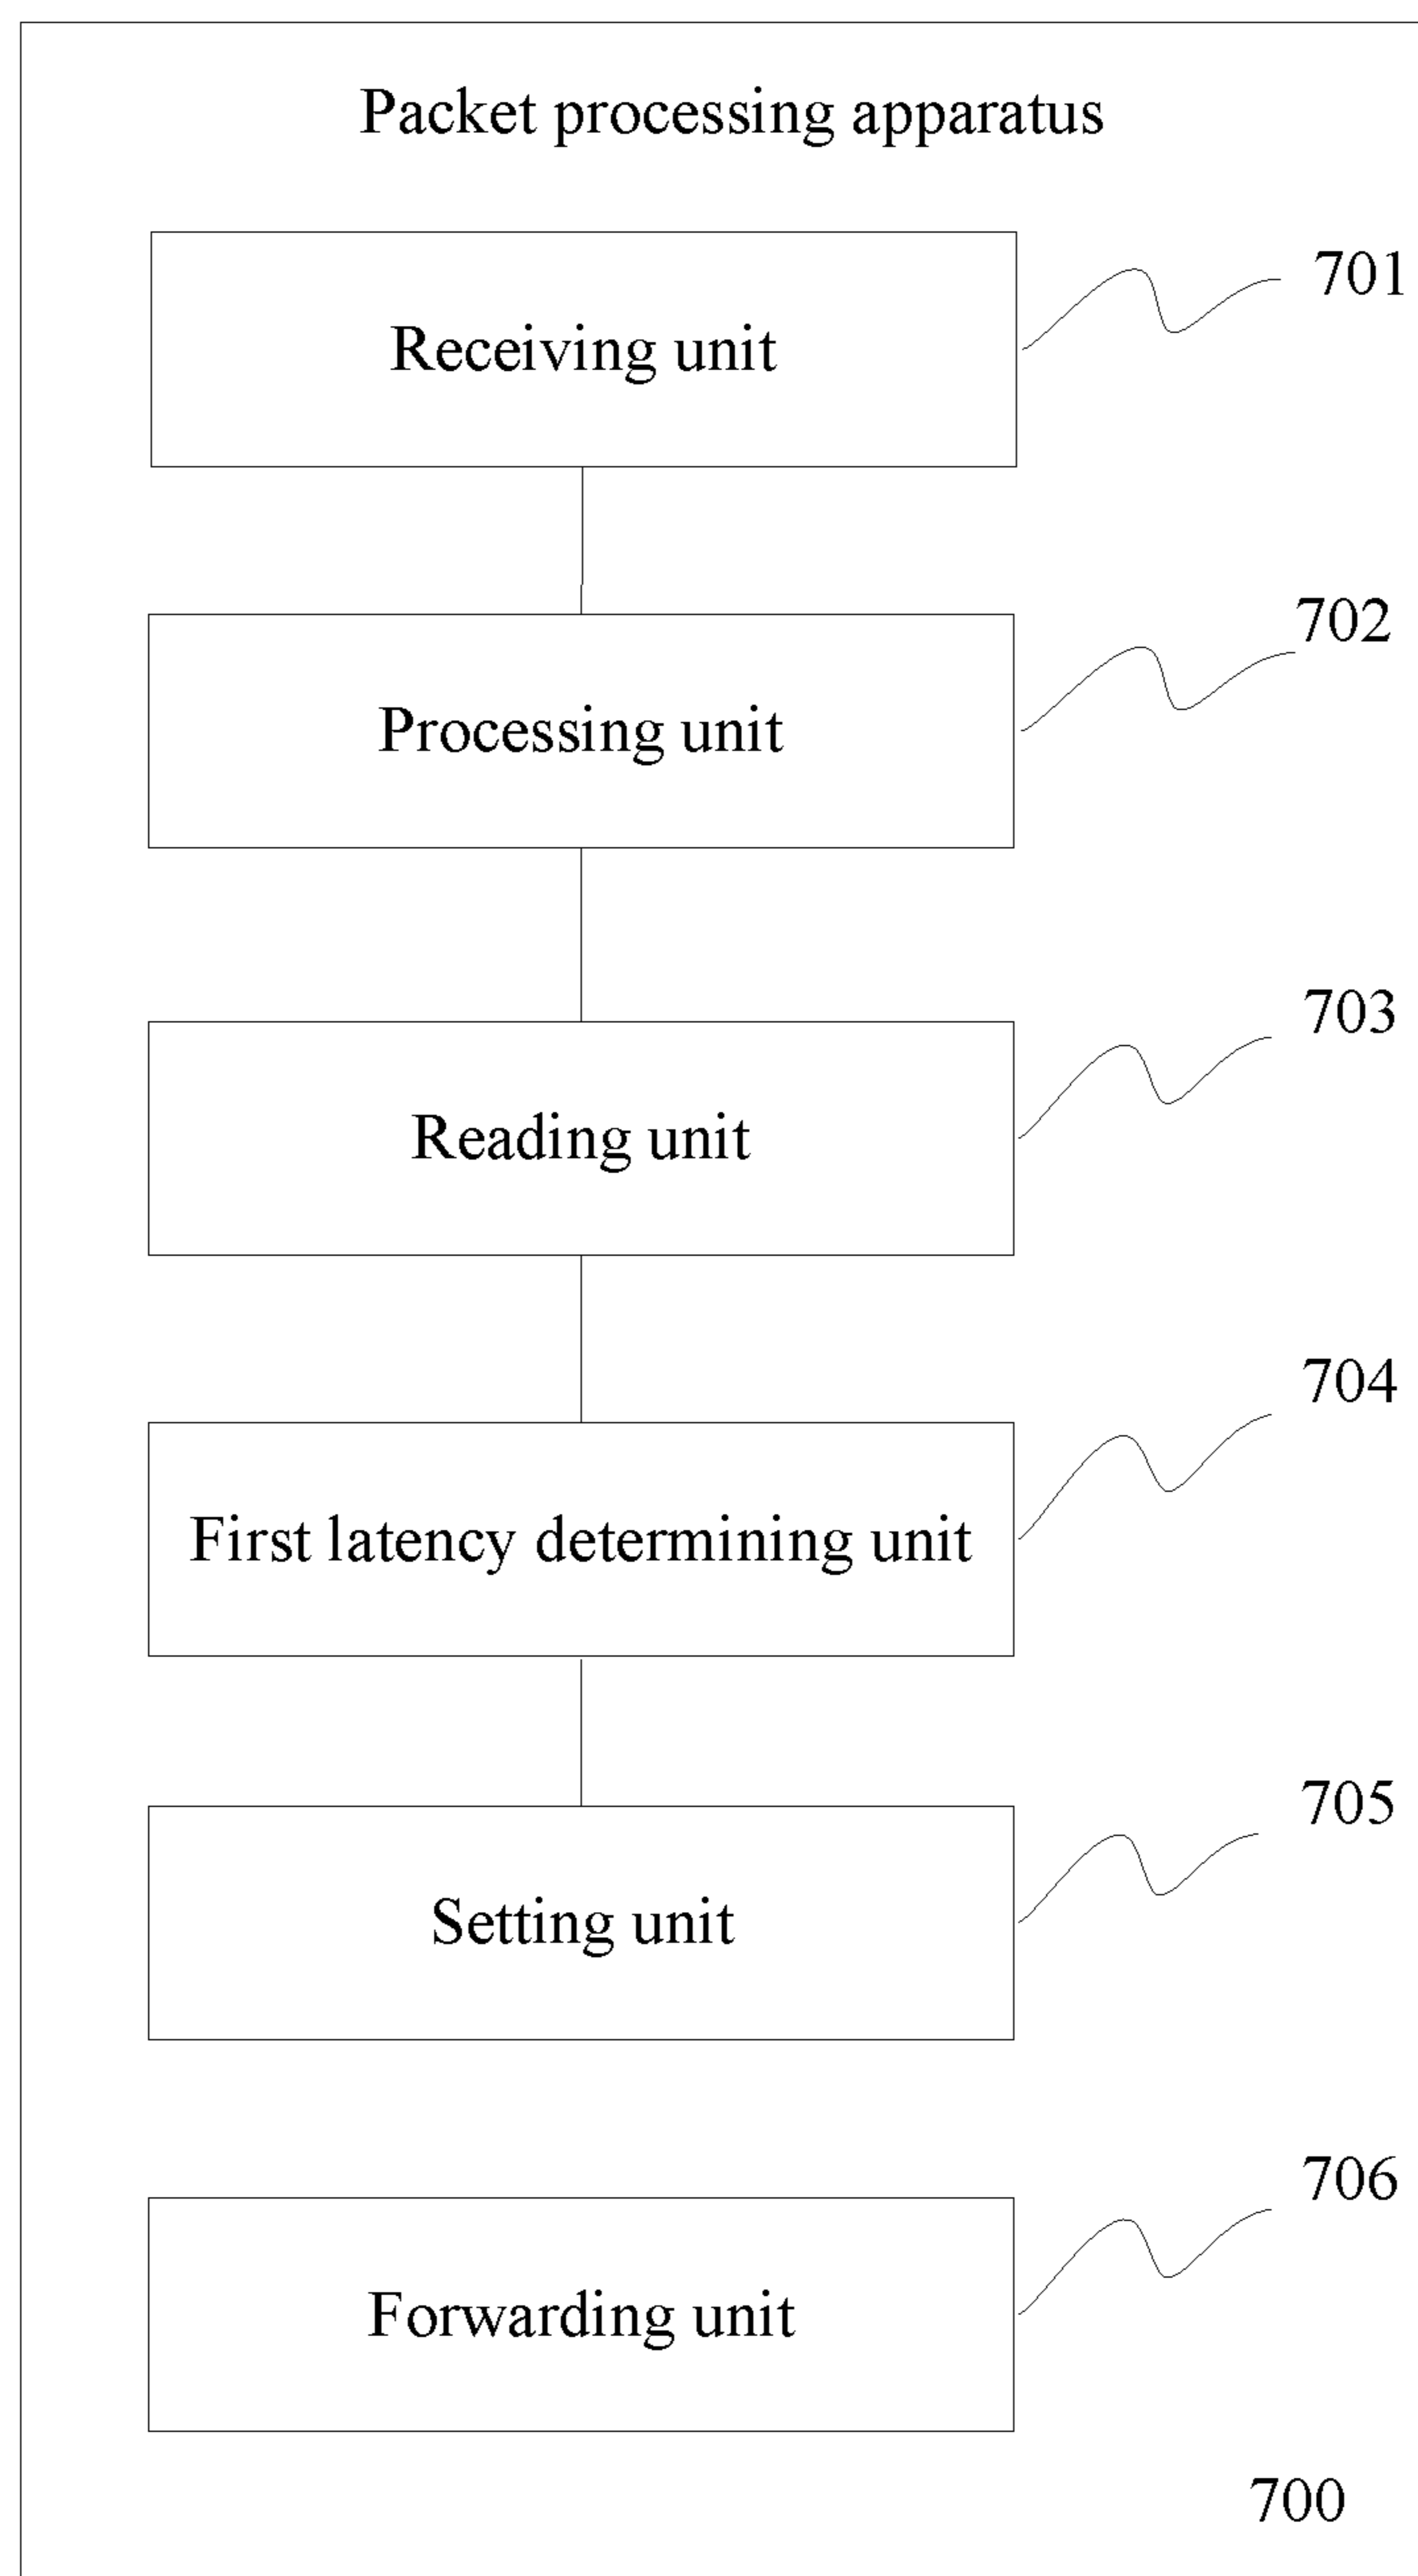 Packet processing apparatus
Receiving unit
701
Processing unit
702
Reading unit
703
First latency determining unit
704
Setting unit
705
Forwarding unit
706
700